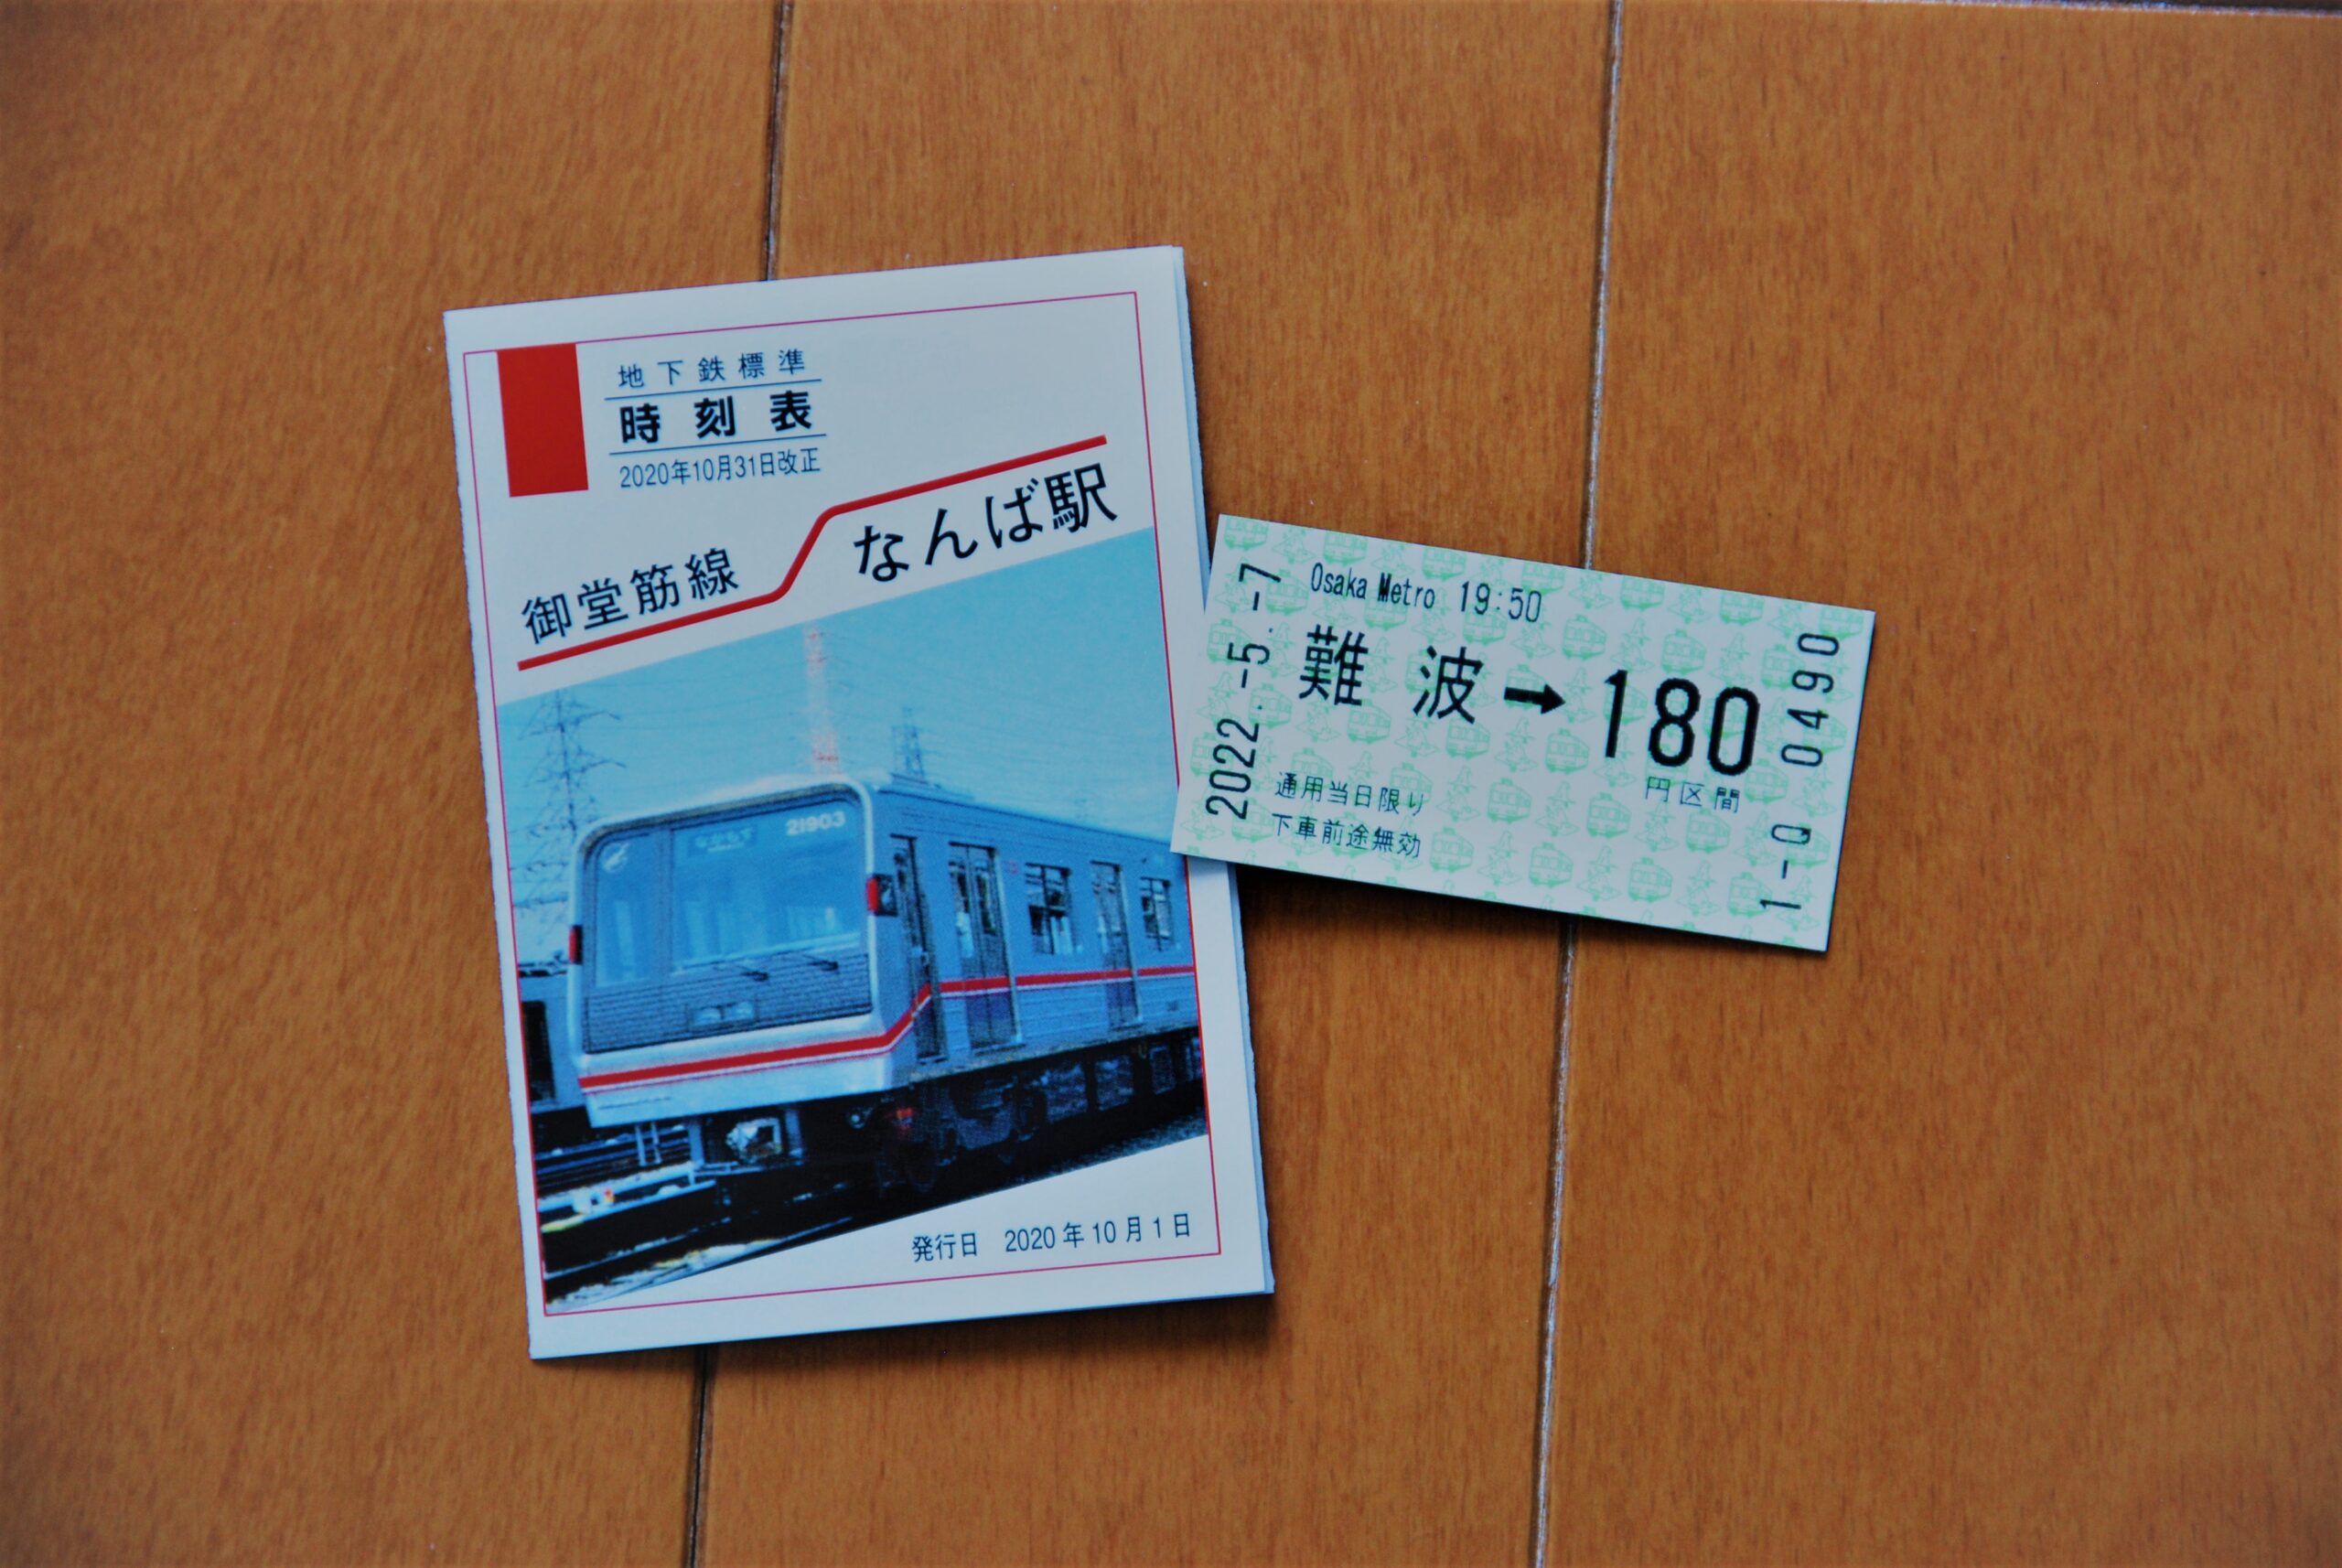 地下鉄標準
時刻表
2020年10月31日改正
御堂筋線
なんば駅
21903
発行日 2020年10月1日
2022.-5.-7
Osaka Metro 19:50
難波→180
円区間
通用当日限り
下車前途無効
1-0 0490